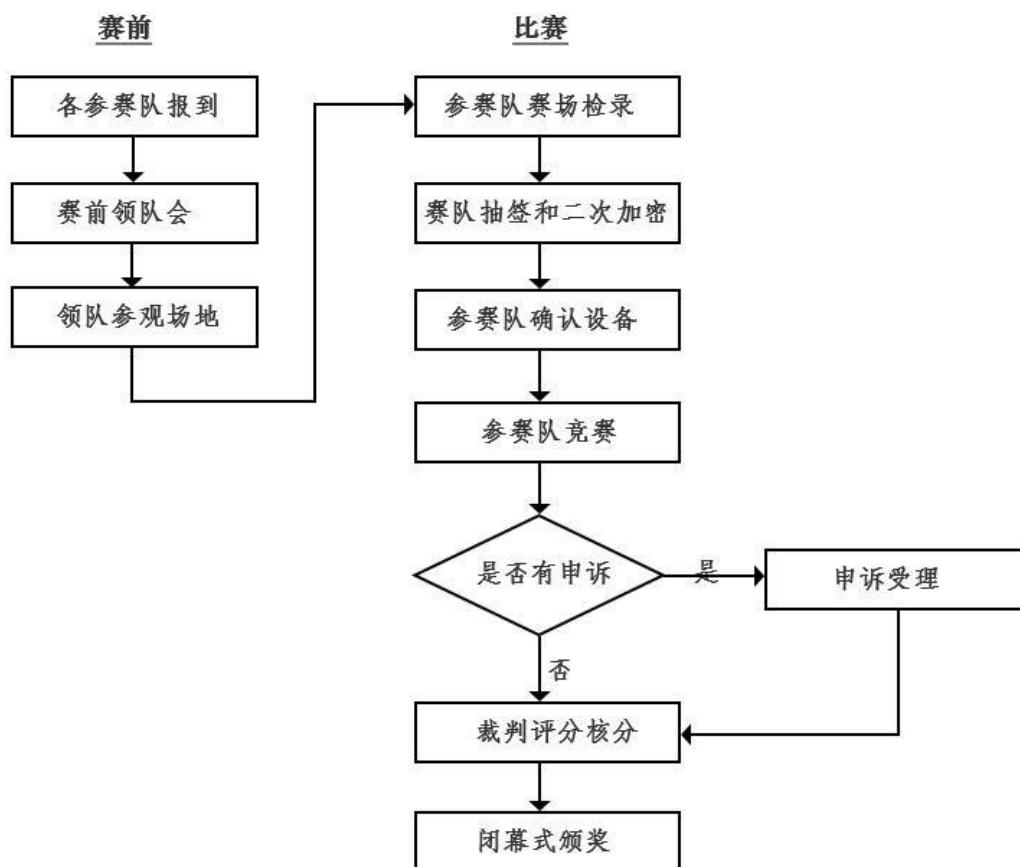 赛前
各参赛队报到
赛前领队会
领队参观场地
比赛
参赛队赛场检录
赛队抽签和二次加密
参赛队确认设备
参赛队竞赛
是否有申诉
是
申诉受理
否
裁判评分核分
闭幕式颁奖